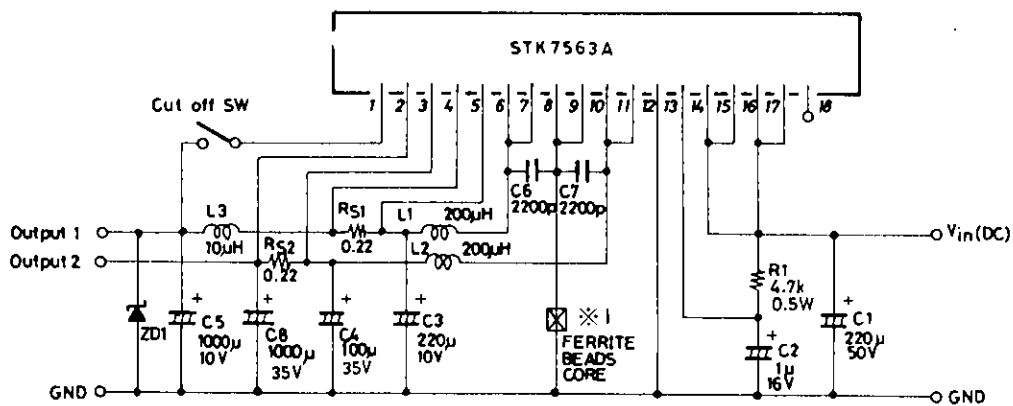 STK7563A
1 2 3 4 5 6 7 8 9 10 11 12 13 14 15 16 17 18
Cut off SW
C6
2200p
C7
2200p
Output 1
L3
10μH
RS1
0.22
L1
200μH
Output 2
RS2
0.22
L2
200μH
Vin(DC)
R1
4.7k
0.5W
ZD1
+
C5
1000μ
10V
+
C8
1000μ
35V
+
C4
100μ
35V
+
C3
220μ
10V
※1
FERRITE
BEADS
CORE
+
C2
1μ
16V
+
C1
220μ
50V
GND
GND